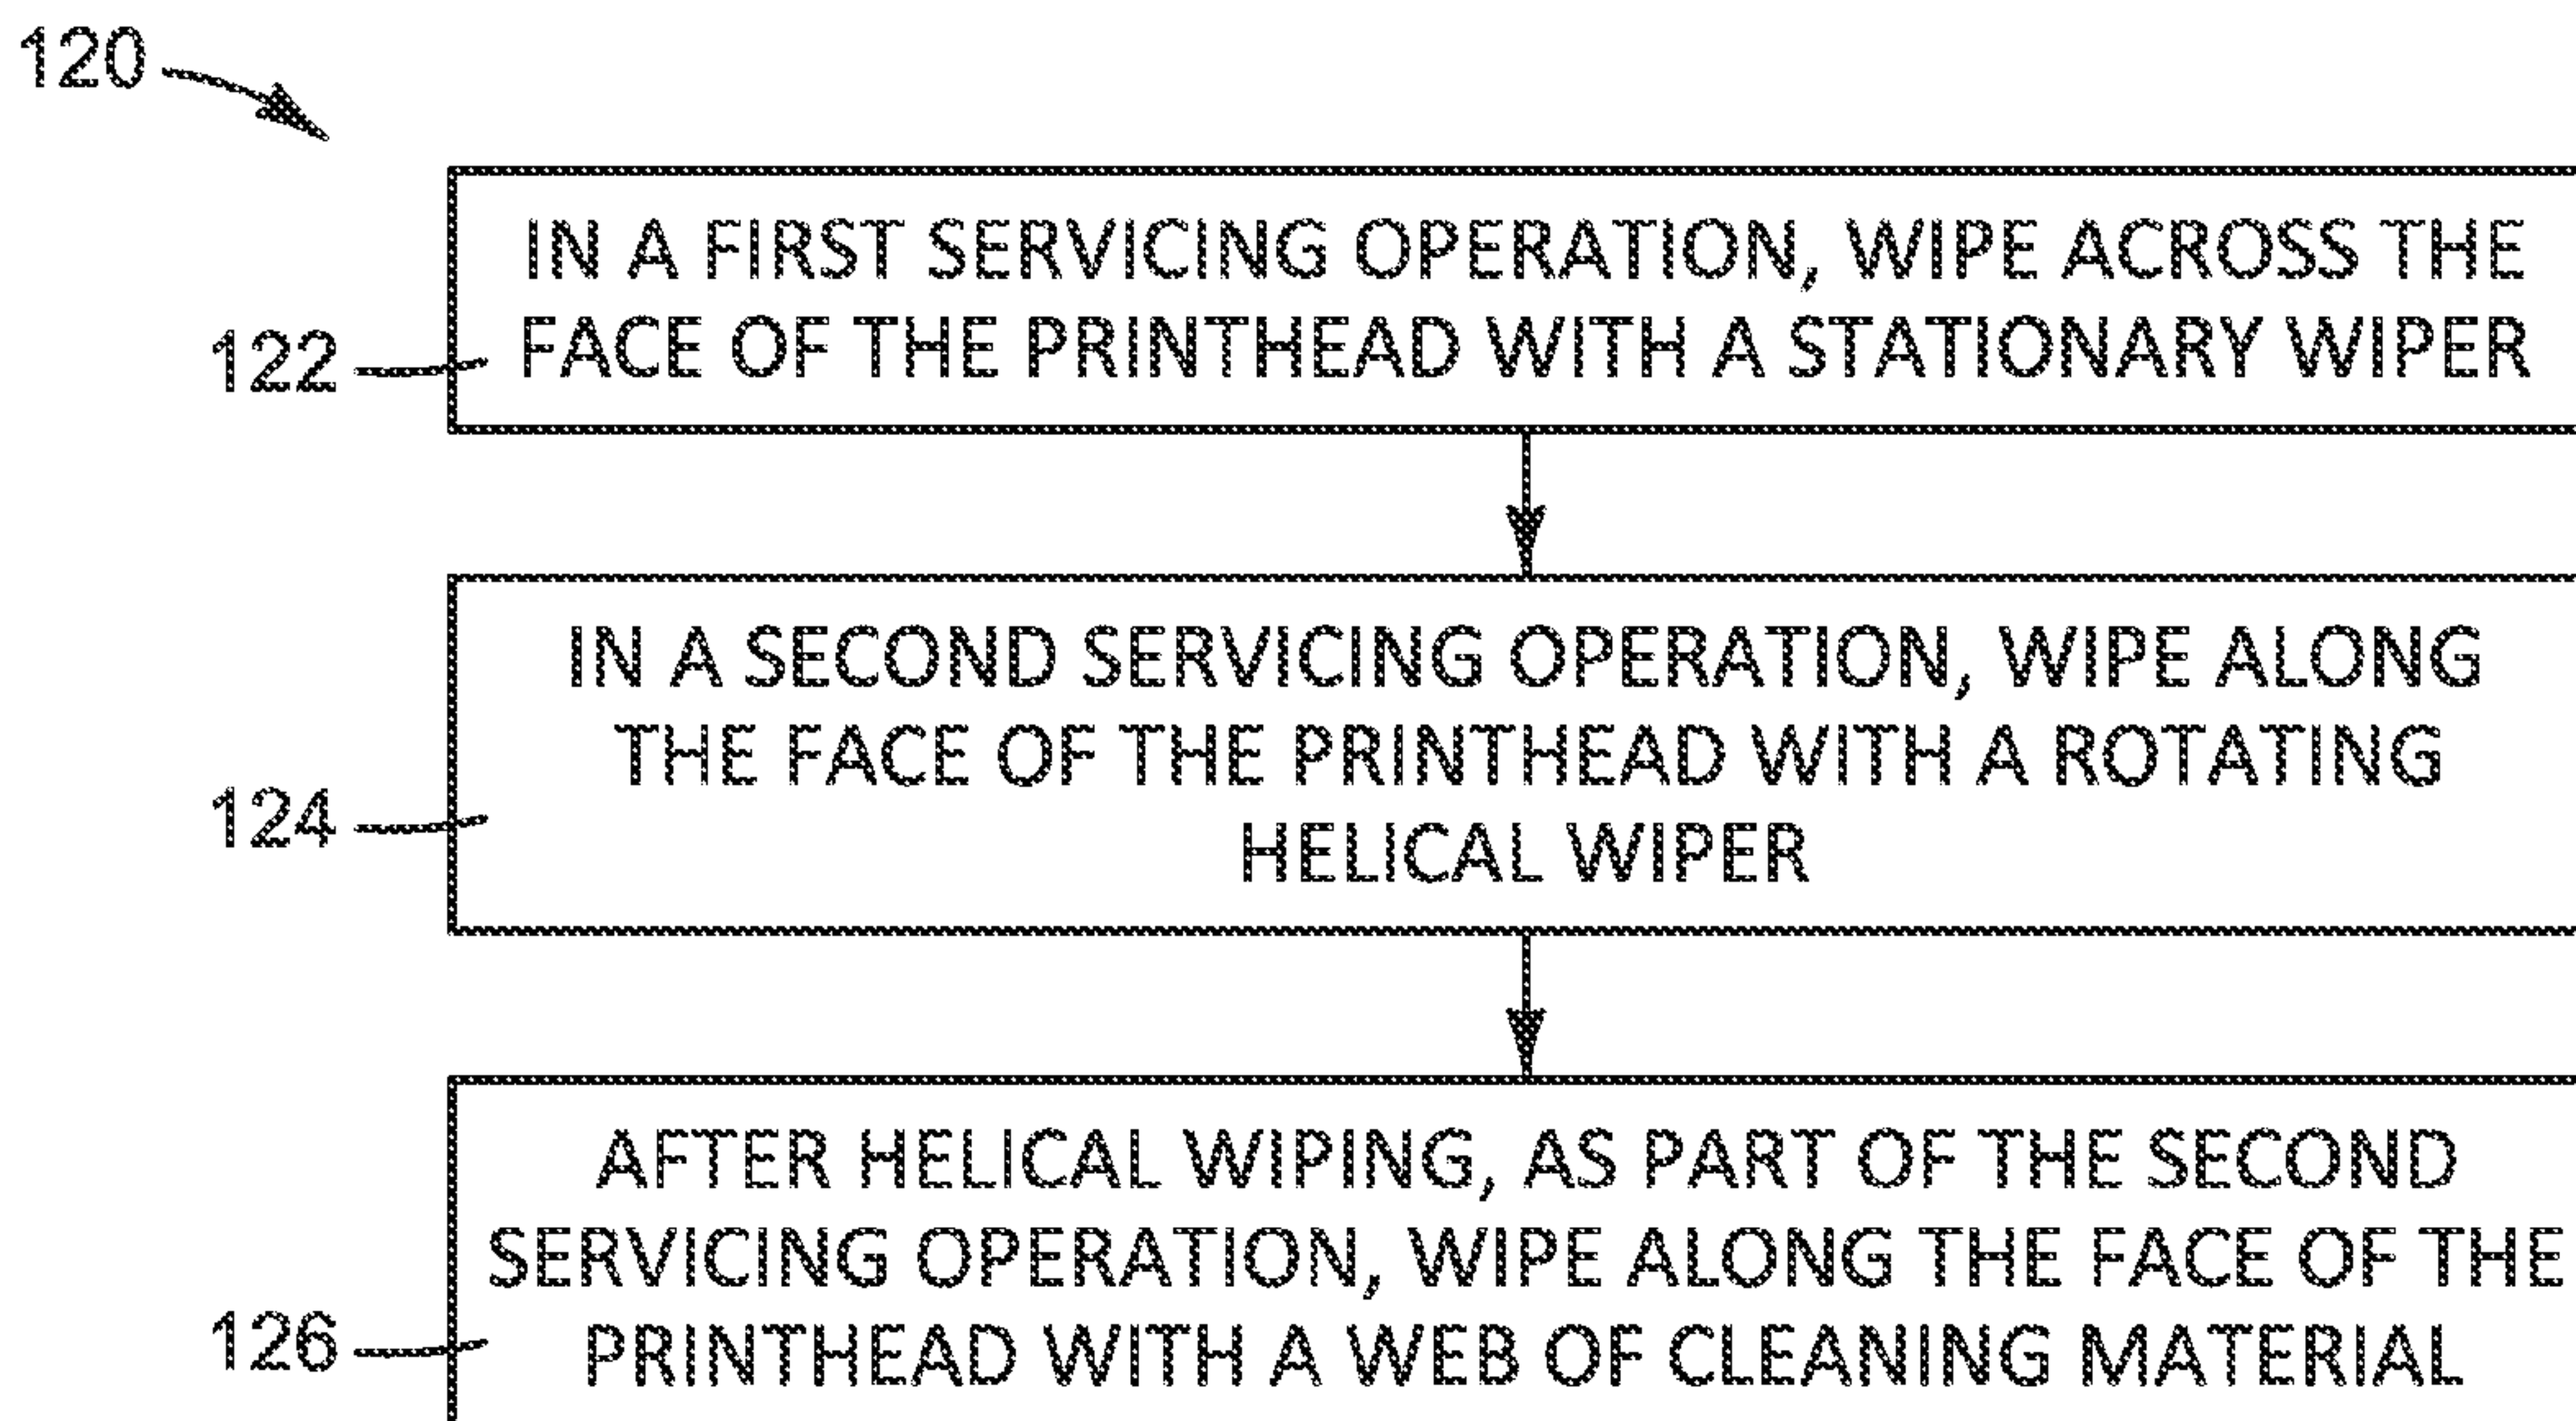 120
IN A FIRST SERVICING OPERATION, WIPE ACROSS THE
FACE OF THE PRINTHEAD WITH A STATIONARY WIPER
122
IN A SECOND SERVICING OPERATION, WIPE ALONG
THE FACE OF THE PRINTHEAD WITH A ROTATING
HELICAL WIPER
124
AFTER HELICAL WIPING, AS PART OF THE SECOND
SERVICING OPERATION, WIPE ALONG THE FACE OF THE
PRINTHEAD WITH A WEB OF CLEANING MATERIAL
126